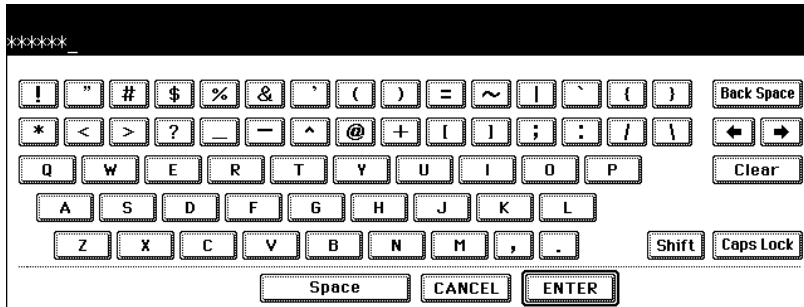 ******_
! " # $ % & ' ( ) = ~ | ` { } Back Space
* < > ? _ - ^ @ + [ ] ; : / \ ← →
Q W E R T Y U I O P Clear
A S D F G H J K L
Z X C V B N M , . Shift Caps Lock
Space CANCEL ENTER